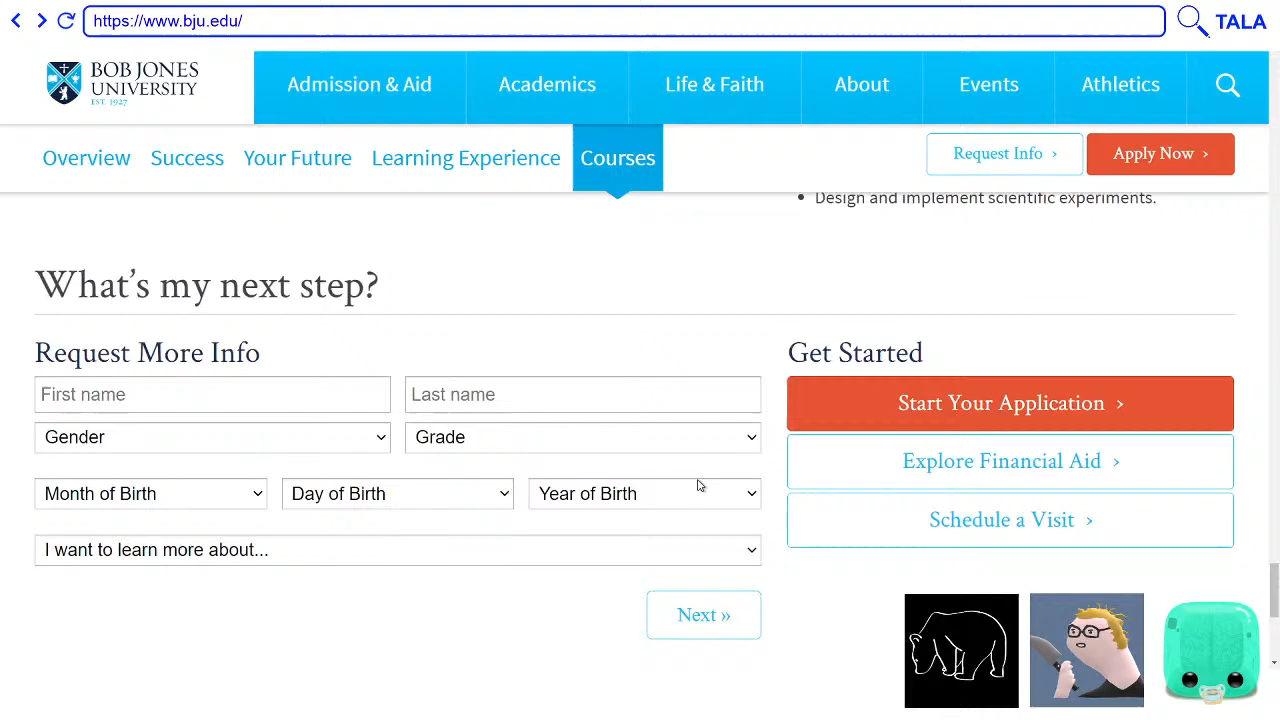 https://www.bju.edu/
TALA
BOB JONES
UNIVERSITY
EST. 1927
Admission & Aid
Academics
Life & Faith
About
Events
Athletics
Overview
Success
Your Future
Learning Experience
Courses
Request Info ›
Apply Now ›
• Design and implement scientific experiments.
What’s my next step?
Request More Info
First name
Last name
Gender
Grade
Month of Birth
Day of Birth
Year of Birth
I want to learn more about...
Next »
Get Started
Start Your Application ›
Explore Financial Aid ›
Schedule a Visit ›